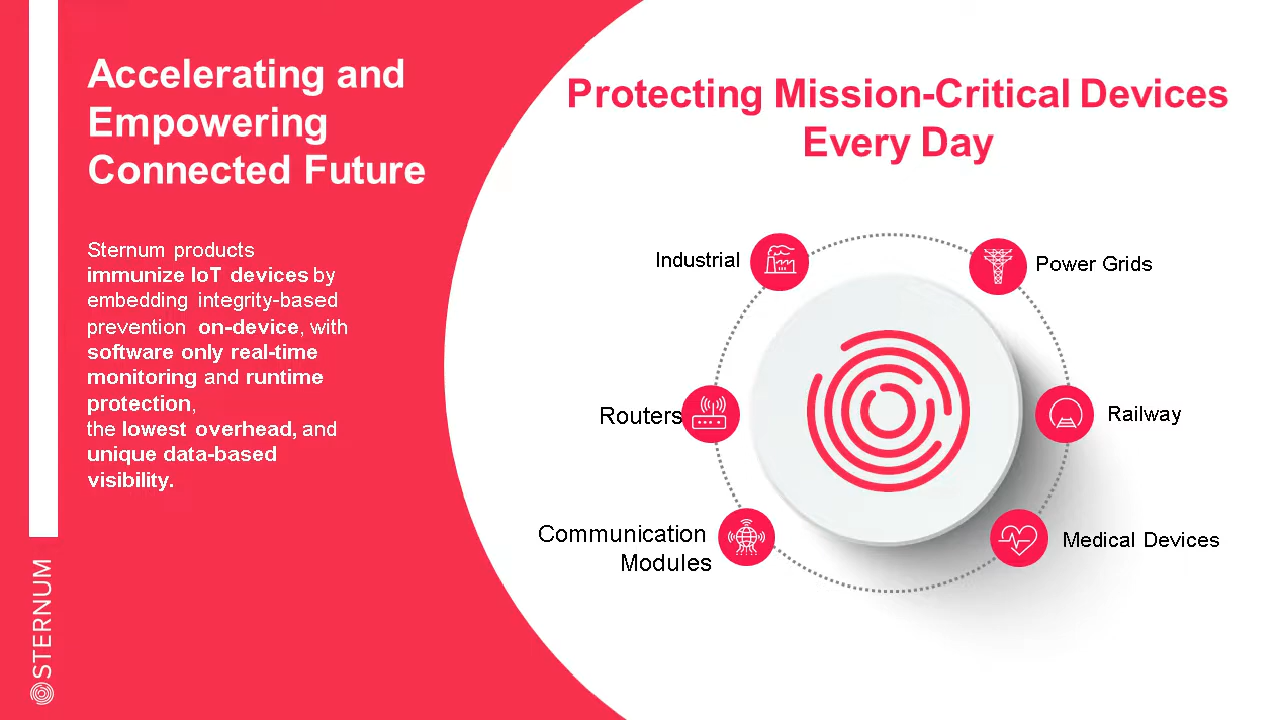 Accelerating and
Empowering
Connected Future
Sternum products
immunize IoT devices by
embedding integrity-based
prevention on-device, with
software only real-time
monitoring and runtime
protection,
the lowest overhead, and
unique data-based
visibility.
STERNUM
Protecting Mission-Critical Devices
Every Day
Industrial
Power Grids
Routers
Railway
Communication
Modules
Medical Devices